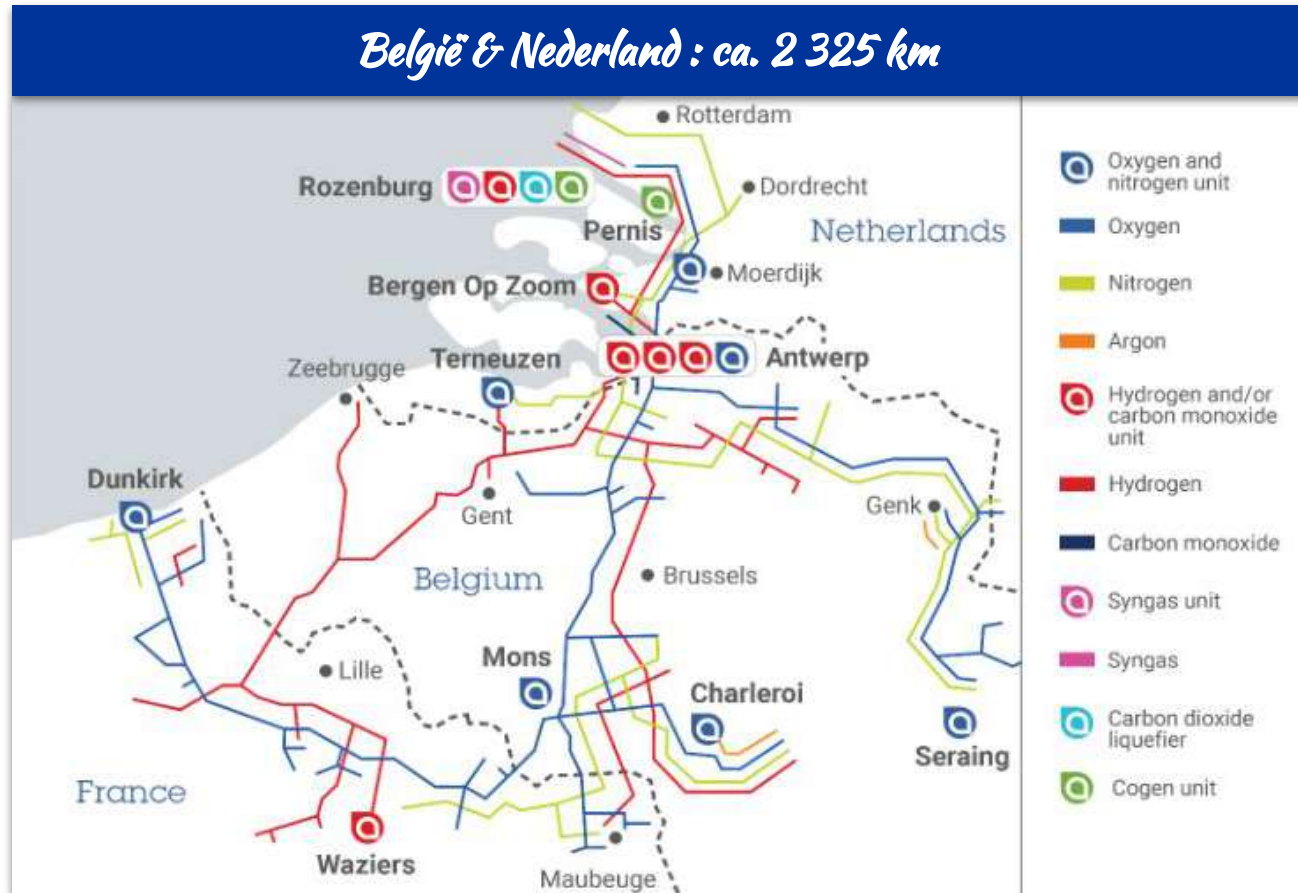 België & Nederland : ca. 2 325 km
Rotterdam
Rozenburg
Dordrecht
Pernis
Netherlands
Bergen Op Zoom
Moerdijk
Zeebrugge
Terneuzen
Antwerp
1
Dunkirk
Gent
Genk
Belgium
Brussels
Lille
Mons
Charleroi
Seraing
France
Waziers
Maubeuge
Oxygen and
nitrogen unit
Oxygen
Nitrogen
Argon
Hydrogen and/or
carbon monoxide
unit
Hydrogen
Carbon monoxide
Syngas unit
Syngas
Carbon dioxide
liquefier
Cogen unit